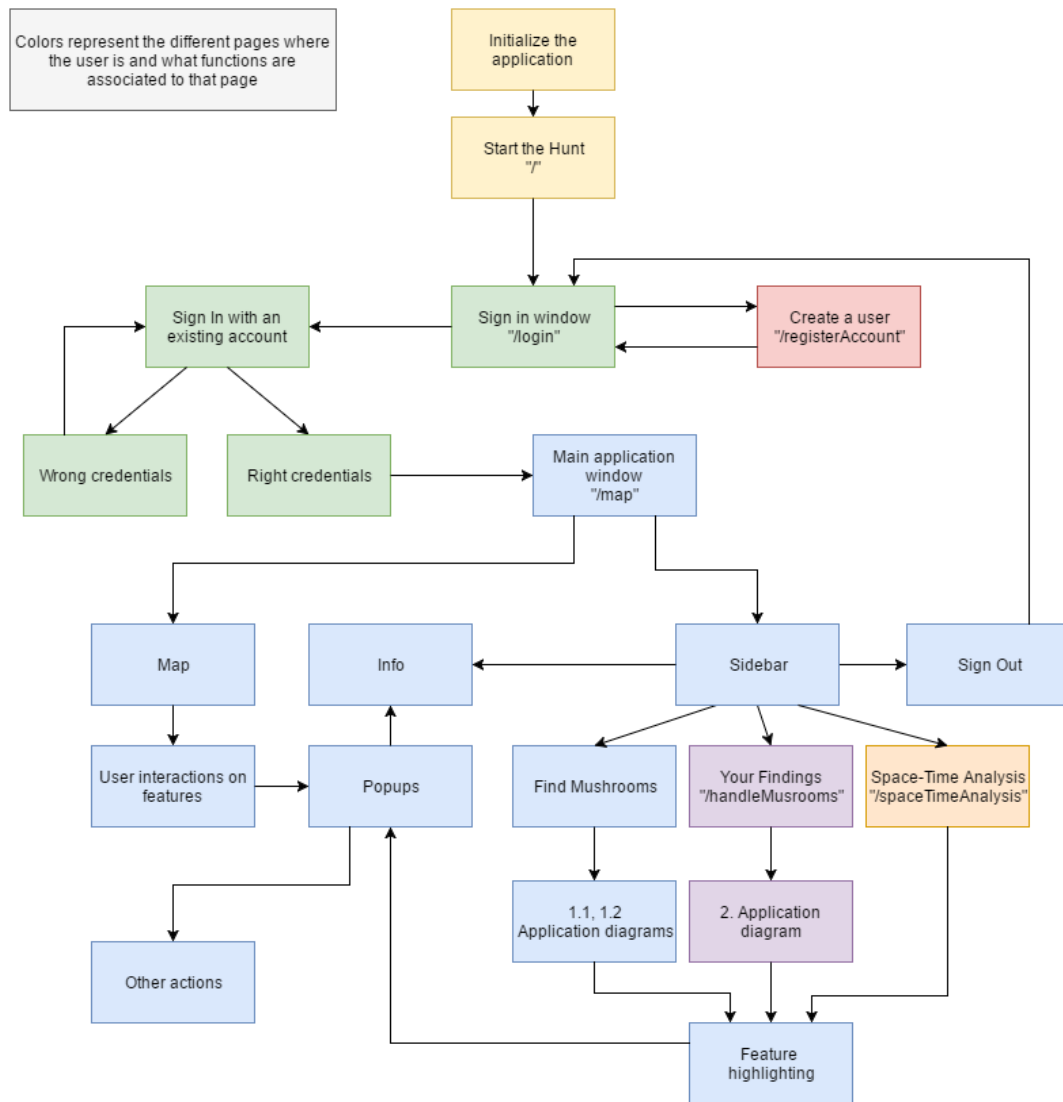 Colors represent the different pages where
the user is and what functions are
associated to that page
Initialize the
application
Start the Hunt
"/"
Sign In with an
existing account
Sign in window
"/login"
Create a user
"/registerAccount"
Wrong credentials
Right credentials
Main application
window
"/map"
Map
Info
Sidebar
Sign Out
User interactions on
features
Popups
Find Mushrooms
Your Findings
"/handleMusrooms"
Space-Time Analysis
"/spaceTimeAnalysis"
1.1, 1.2
Application diagrams
2. Application
diagram
Other actions
Feature
highlighting